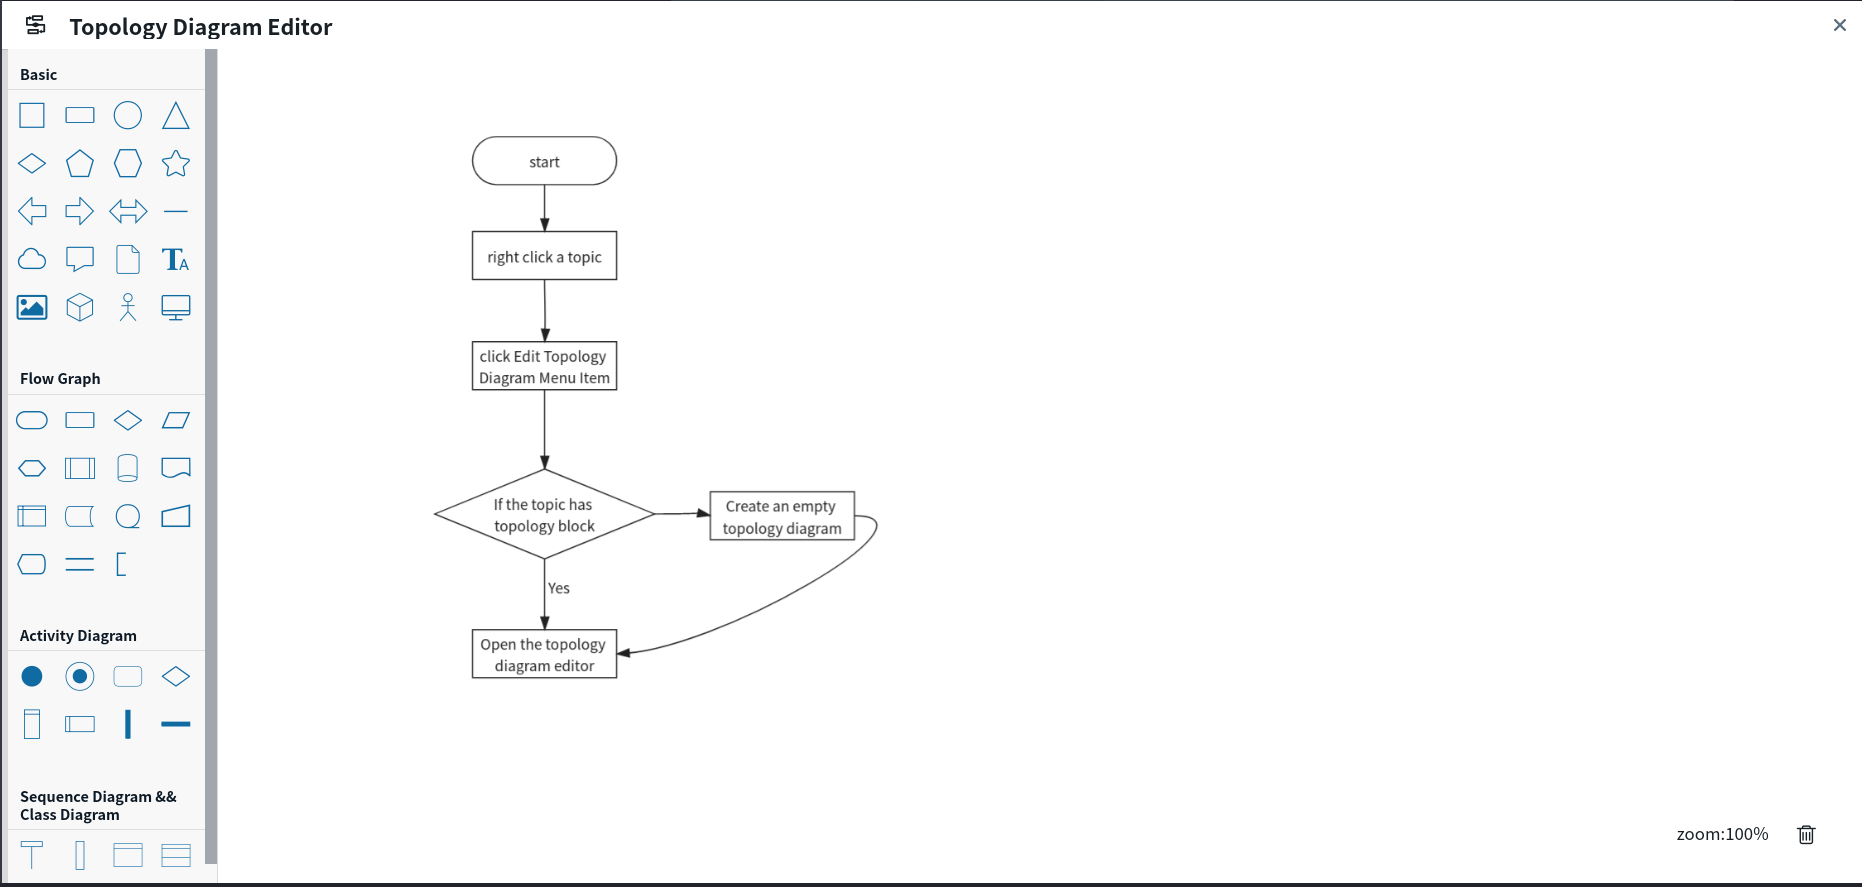 Topology Diagram Editor
Basic
Flow Graph
Activity Diagram
Sequence Diagram &&
Class Diagram
start
right click a topic
click Edit Topology
Diagram Menu Item
If the topic has
topology block
Create an empty
topology diagram
Yes
Open the topology
diagram editor
zoom:100%